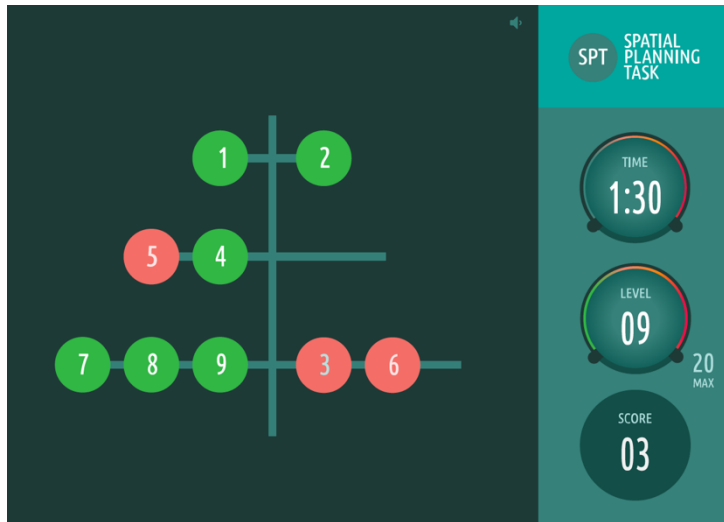 SPT
SPATIAL
PLANNING
TASK
1 2
5 4
7 8 9 3 6
TIME
1:30
LEVEL
09
20
MAX
SCORE
03